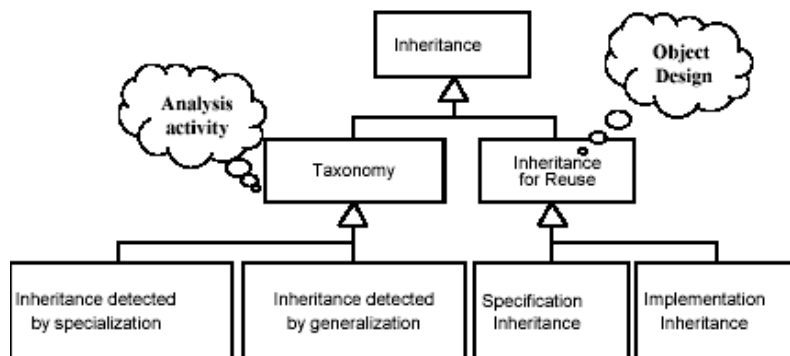 Inheritance
Object
Design
Analysis
activity
Taxonomy
Inheritance
for Reuse
Inheritance detected
by specialization
Inheritance detected
by generalization
Specification
Inheritance
Implementation
Inheritance